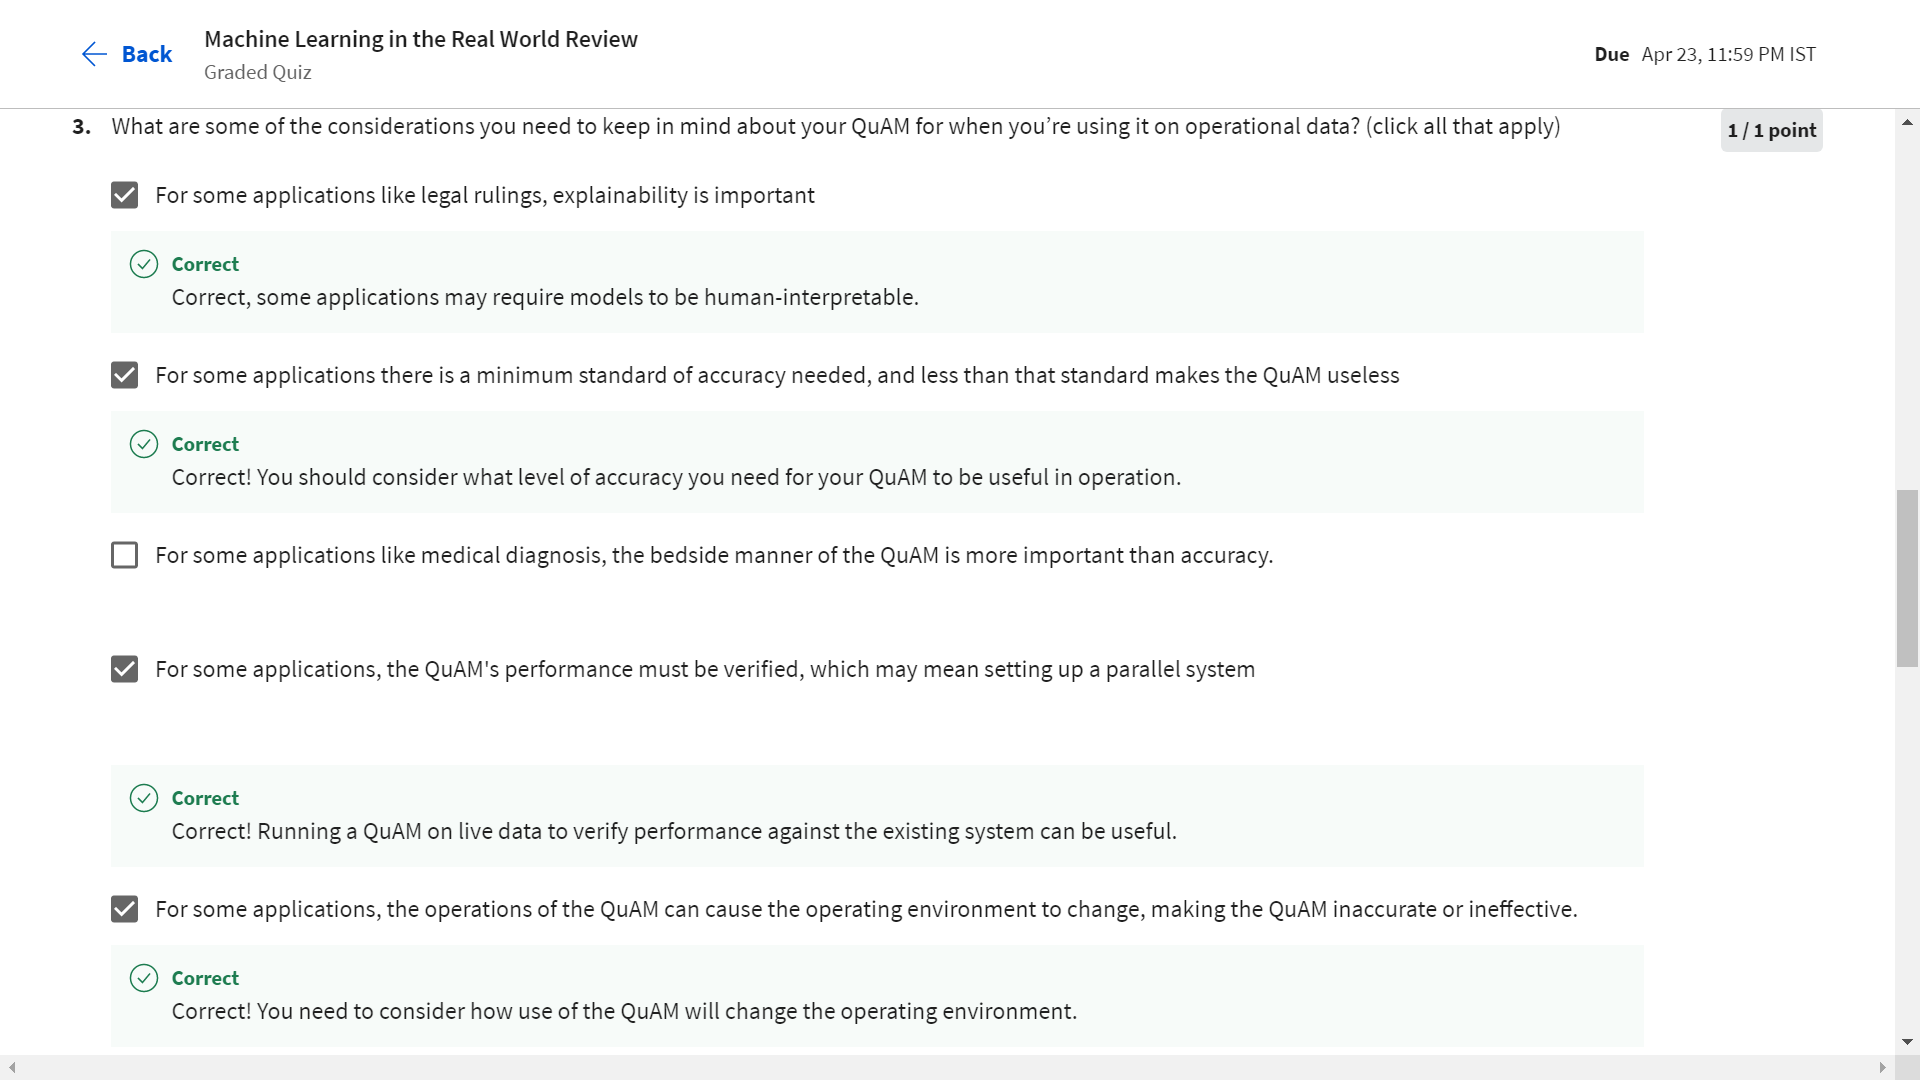 Back
Machine Learning in the Real World Review
Graded Quiz
Due Apr 23, 11:59 PM IST
3. What are some of the considerations you need to keep in mind about your QuAM for when you’re using it on operational data? (click all that apply)
1 / 1 point
For some applications like legal rulings, explainability is important
Correct
Correct, some applications may require models to be human-interpretable.
For some applications there is a minimum standard of accuracy needed, and less than that standard makes the QuAM useless
Correct
Correct! You should consider what level of accuracy you need for your QuAM to be useful in operation.
For some applications like medical diagnosis, the bedside manner of the QuAM is more important than accuracy.
For some applications, the QuAM's performance must be verified, which may mean setting up a parallel system
Correct
Correct! Running a QuAM on live data to verify performance against the existing system can be useful.
For some applications, the operations of the QuAM can cause the operating environment to change, making the QuAM inaccurate or ineffective.
Correct
Correct! You need to consider how use of the QuAM will change the operating environment.